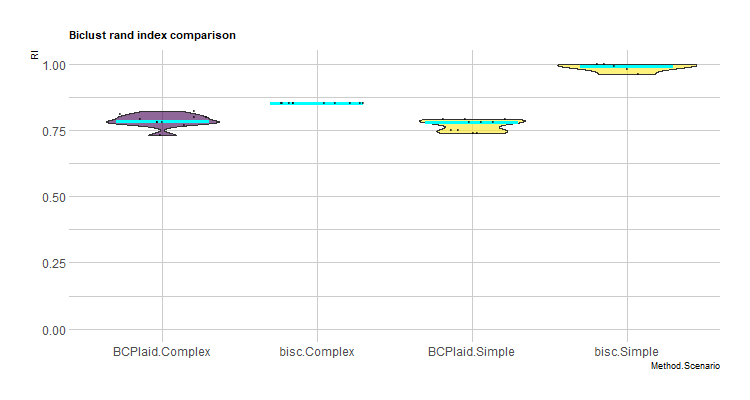 Biclust rand index comparison
RI
1.00
0.75
0.50
0.25
0.00
BCPlaid.Complex bisc.Complex BCPlaid.Simple bisc.Simple
Method.Scenario